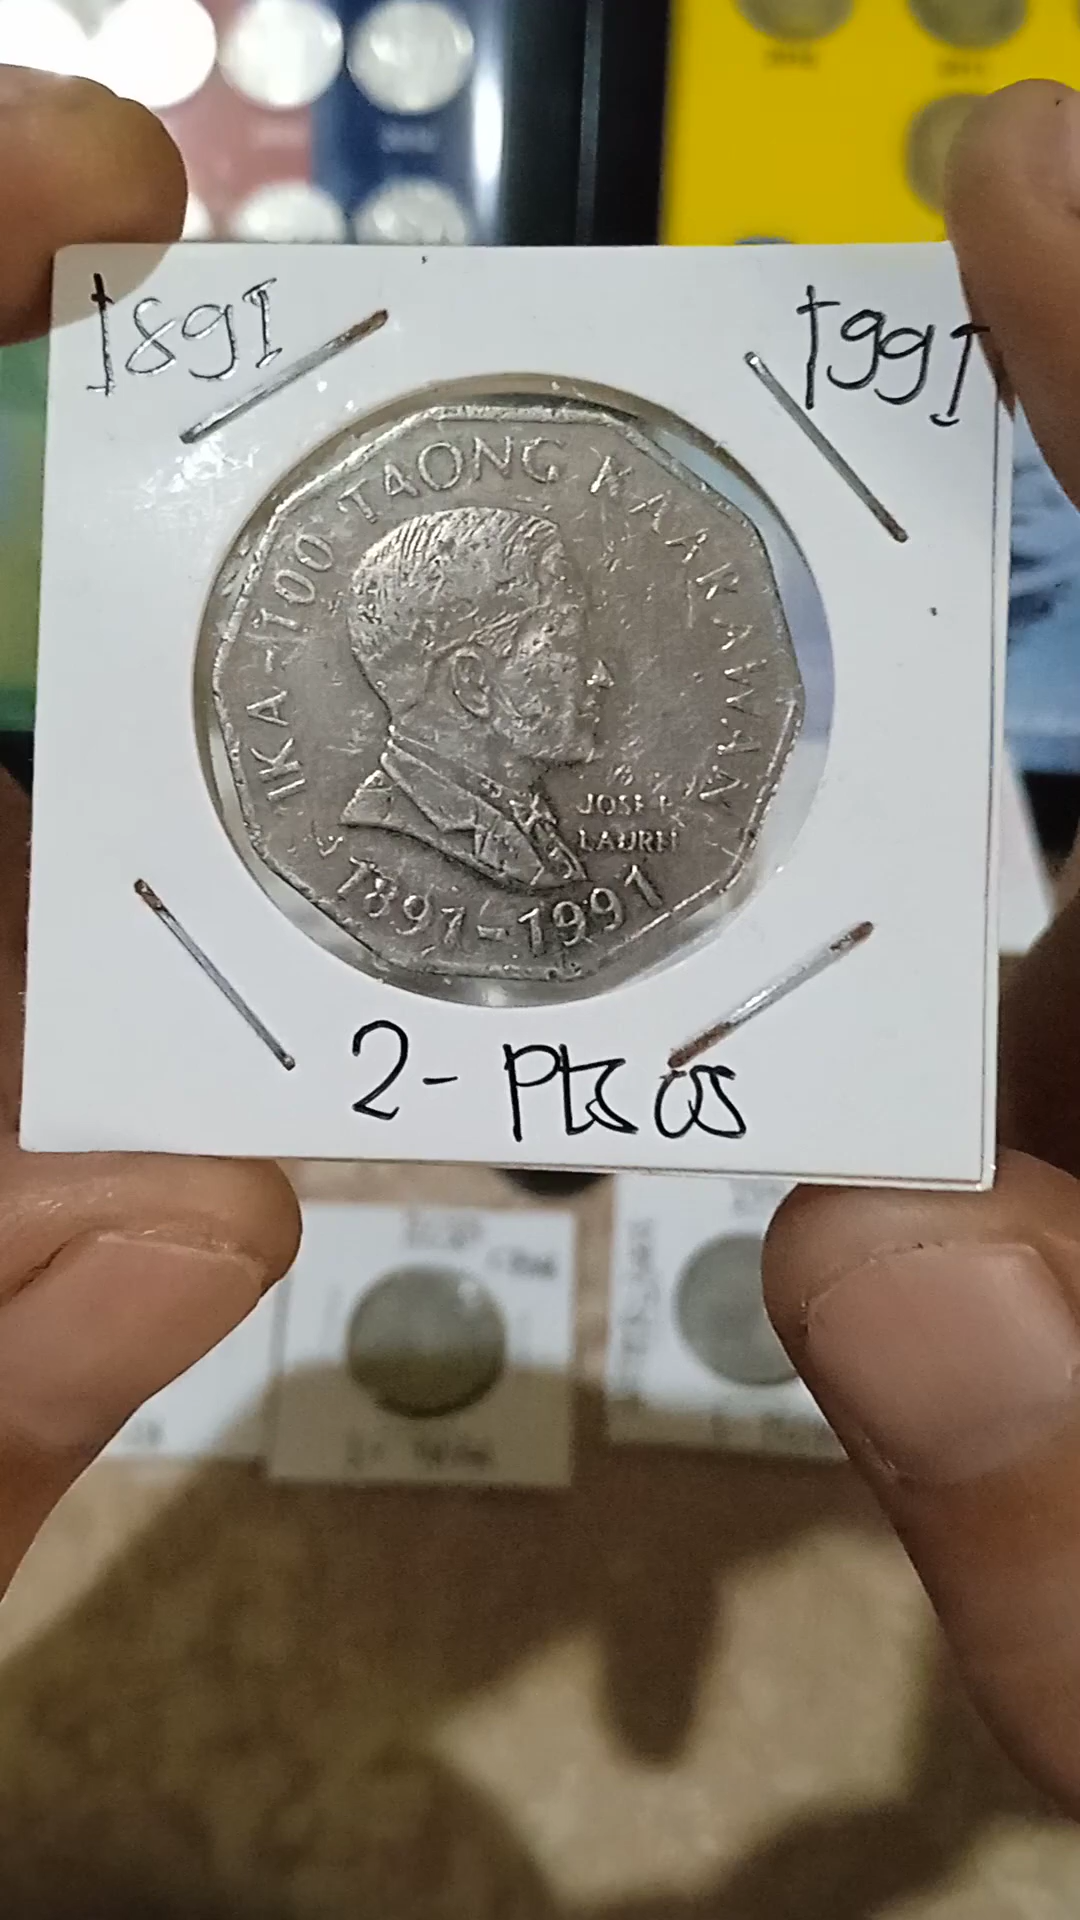 1891
1991
IKA-100 TAONG KAARAWAN
JOSE P.
LAUREL
1891-1991
2- Pesos